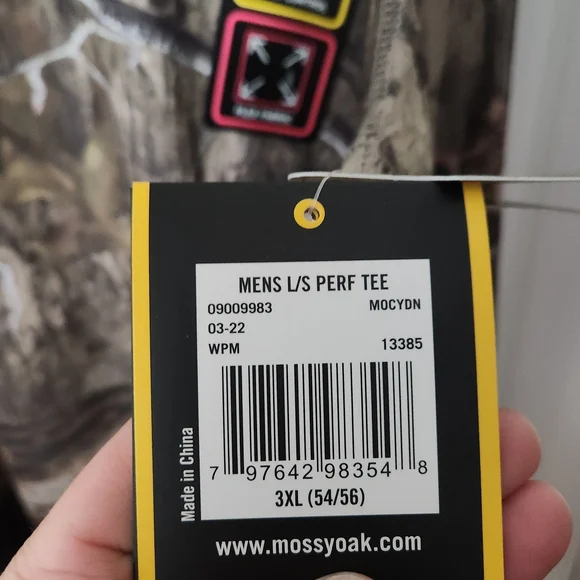 MENS L/S PERF TEE
09009983 MOCYDN
03-22
WPM 13385
7 97642 98354 8
3XL (54/56)
Made in China
www.mossyoak.com